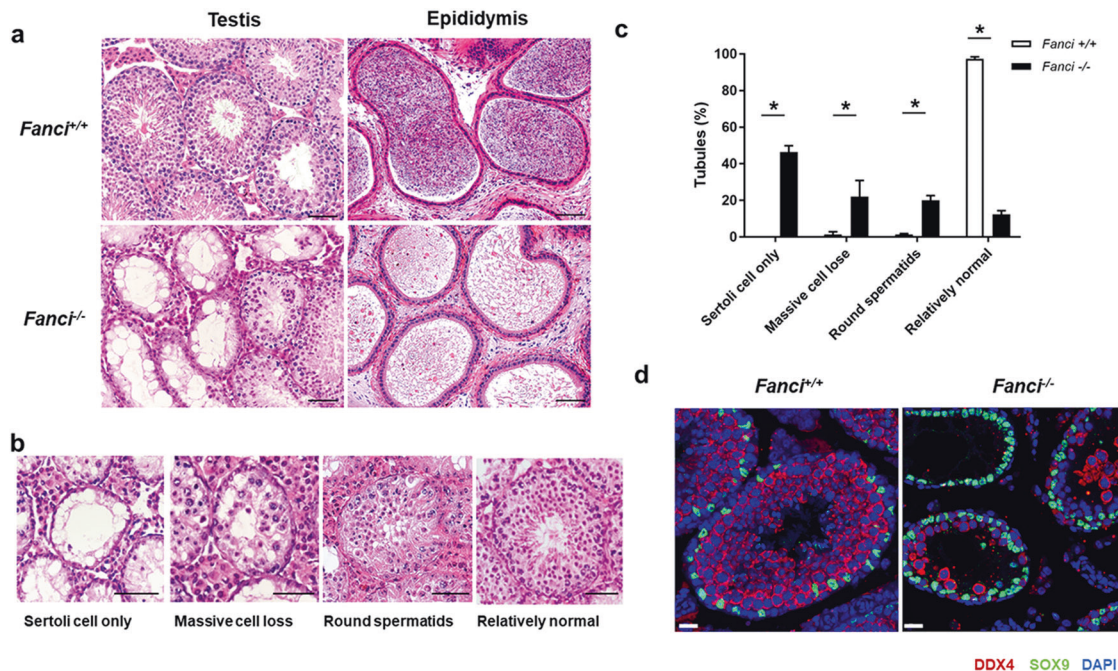 a
Testis Epididymis
Fanci+/+
Fanci-/-
b
Sertoli cell only Massive cell loss Round spermatids Relatively normal
c
* * * *
Fanci +/+
Fanci -/-
Tubules (%)
100
80
60
40
20
0
Sertoli cell only
Massive cell lose
Round spermatids
Relatively normal
d
Fanci+/+ Fanci-/-
DDX4 SOX9 DAPI